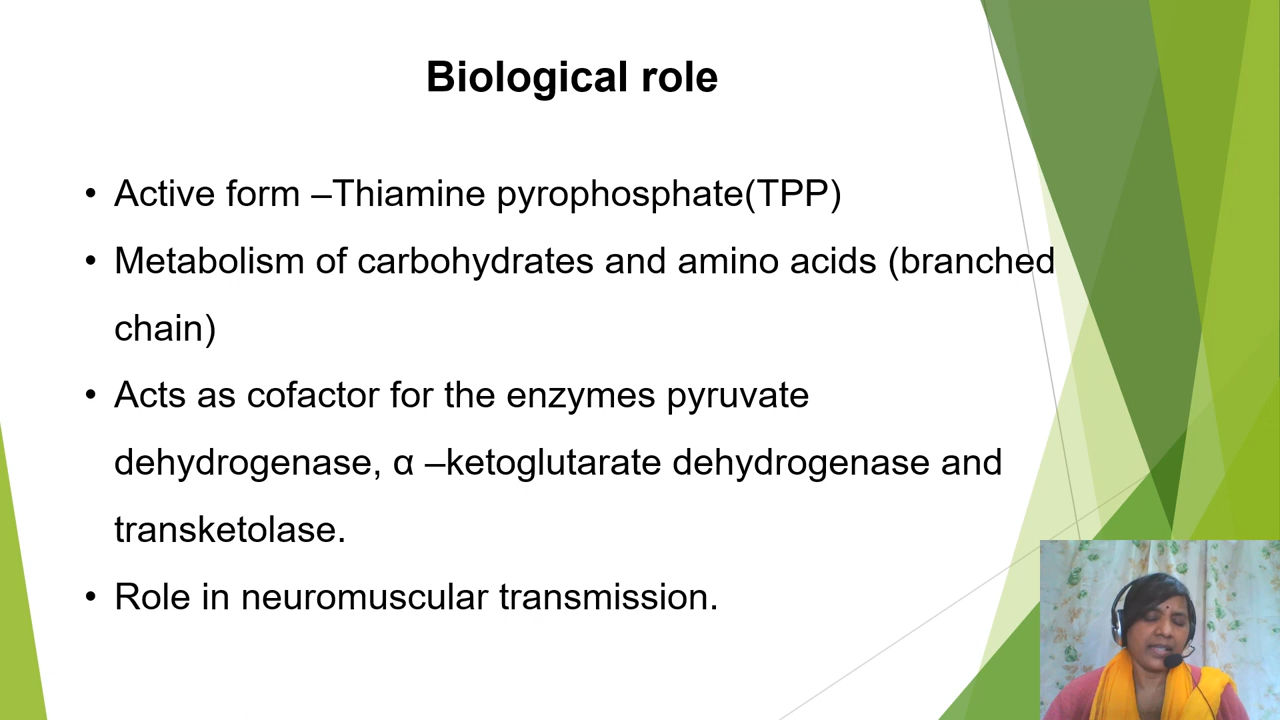 Biological role
• Active form –Thiamine pyrophosphate(TPP)
• Metabolism of carbohydrates and amino acids (branched
chain)
• Acts as cofactor for the enzymes pyruvate
dehydrogenase, α –ketoglutarate dehydrogenase and
transketolase.
• Role in neuromuscular transmission.